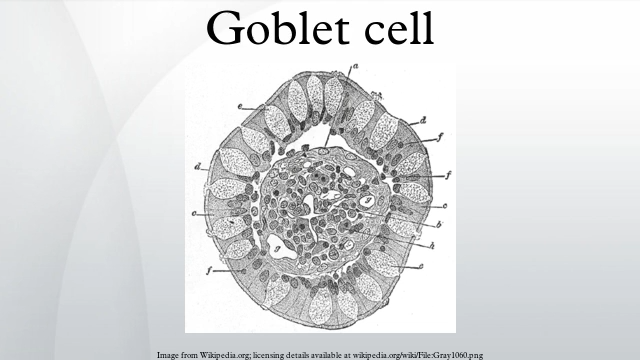 Goblet cell
a
e
d
f
d
f
c
c
b
h
g
g
f
e
Image from Wikipedia.org; licensing details available at wikipedia.org/wiki/File:Gray1060.png